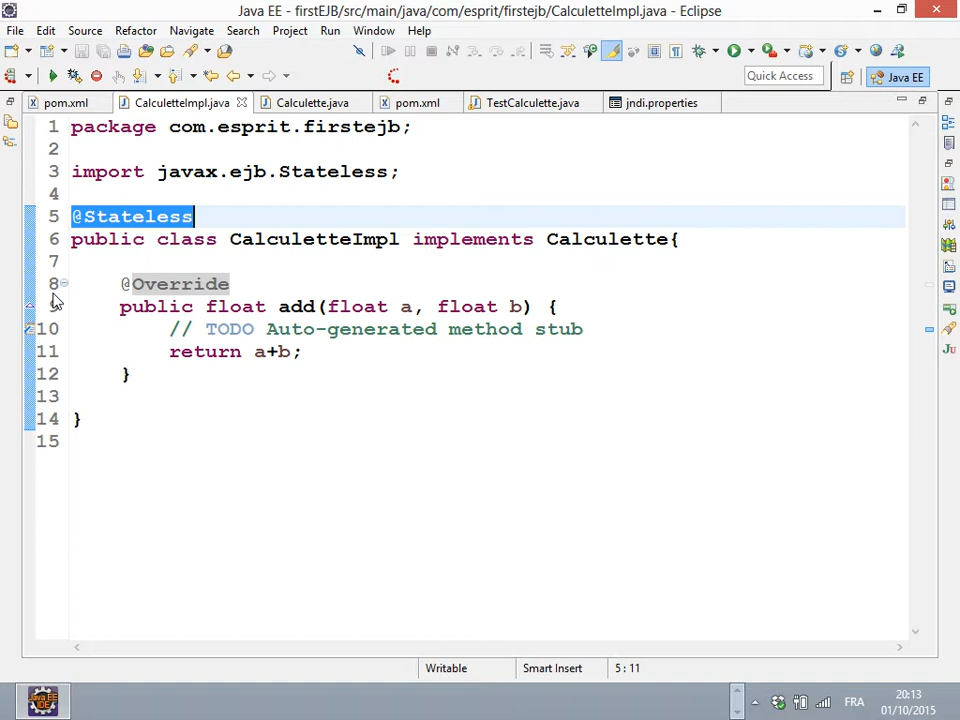 Java EE - firstEJB/src/main/java/com/esprit/firstejb/CalculetteImpl.java - Eclipse
File Edit Source Refactor Navigate Search Project Run Window Help
Quick Access
Java EE
pom.xml CalculetteImpl.java Calculette.java pom.xml TestCalculette.java jndi.properties
1 package com.esprit.firstejb;
2
3 import javax.ejb.Stateless;
4
5 @Stateless
6 public class CalculetteImpl implements Calculette{
7
8 @Override
9 public float add(float a, float b) {
10 // TODO Auto-generated method stub
11 return a+b;
12 }
13
14 }
15
Writable Smart Insert 5 : 11
Java EE
IDE
FRA
20:13
01/10/2015